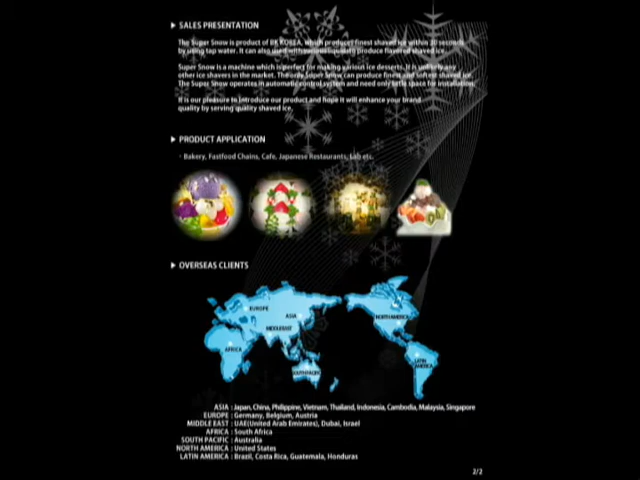 SALES PRESENTATION
The Super Snow is product of BK KOREA, which produces finest shaved ice within 30 seconds
by using tap water. It can also used with various liquid to produce flavored shaved ice.
Super Snow is a machine which is perfect for making various ice desserts. It is unlikely any
other ice shavers in the market. The only Super Snow can produce finest and softest shaved ice.
The Super Snow operates in automatic control system and need only little space for installation.
It is our pleasure to introduce our product and hope it will enhance your brand
quality by serving quality shaved ice.
PRODUCT APPLICATION
· Bakery, Fastfood Chains, Cafe, Japanese Restaurants, Lab etc.
OVERSEAS CLIENTS
EUROPE
ASIA
NORTH AMERICA
MIDDLE EAST
AFRICA
LATIN
AMERICA
SOUTH PACIFIC
ASIA : Japan, China, Philippine, Vietnam, Thailand, Indonesia, Cambodia, Malaysia, Singapore
EUROPE : Germany, Belgium, Austria
MIDDLE EAST : UAE(United Arab Emirates), Dubai, Israel
AFRICA : South Africa
SOUTH PACIFIC : Australia
NORTH AMERICA : United States
LATIN AMERICA : Brazil, Costa Rica, Guatemala, Honduras
2/2